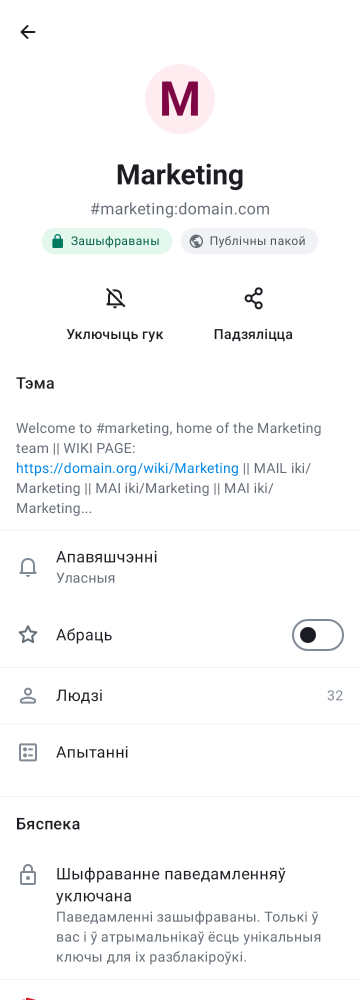 M
Marketing
#marketing:domain.com
Зашыфраваны
Публічны пакой
Уключыць гук
Падзяліцца
Тэма
Welcome to #marketing, home of the Marketing
team || WIKI PAGE:
https://domain.org/wiki/Marketing || MAIL iki/
Marketing || MAI iki/Marketing || MAI iki/
Marketing...
Апавяшчэнні
Уласныя
Абраць
Людзі
32
Апытанні
Бяспека
Шыфраванне паведамленняў
уключана
Паведамленні зашыфраваны. Толькі ў
вас і ў атрымальнікаў ёсць унікальныя
ключы для іх разблакіроўкі.